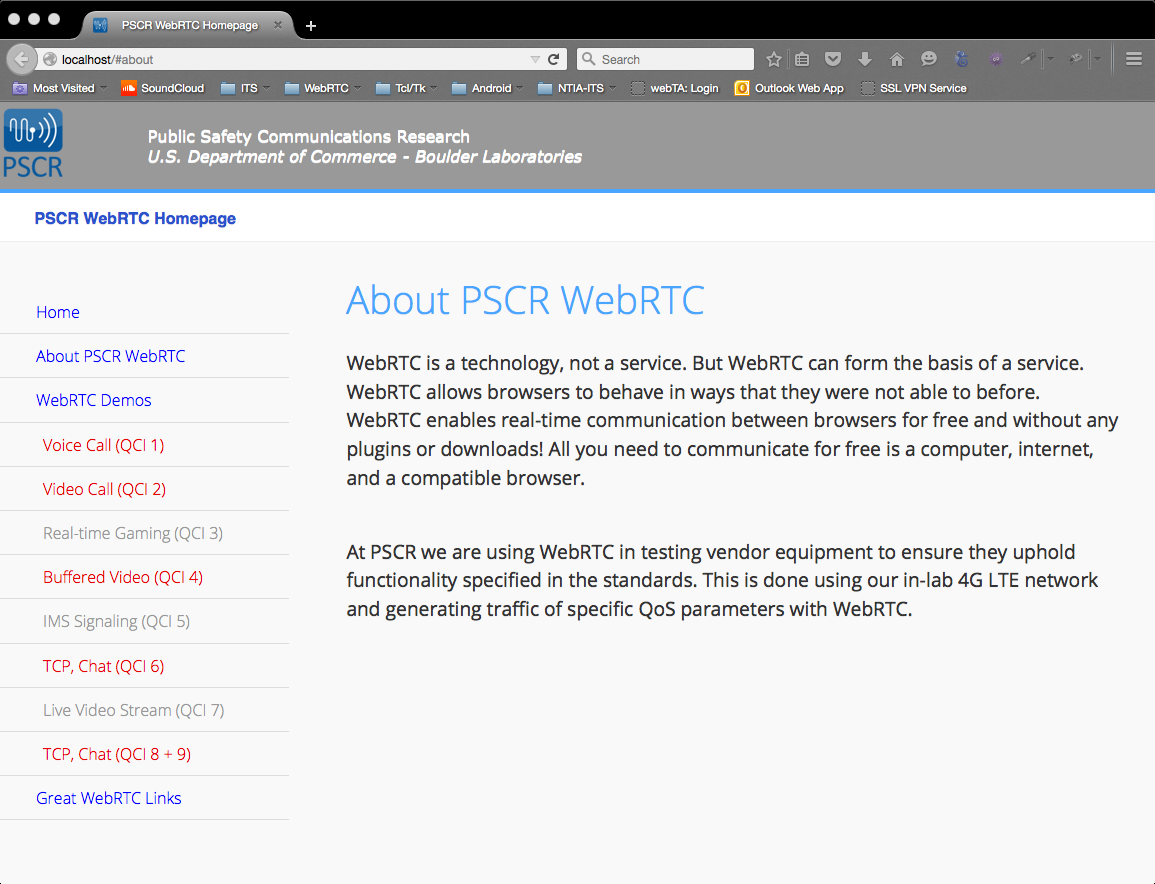 PSCR WebRTC Homepage
localhost/#about
Search
Most Visited
SoundCloud
ITS
WebRTC
Tcl/Tk
Android
NTIA-ITS
webTA: Login
Outlook Web App
SSL VPN Service
PSCR
Public Safety Communications Research
U.S. Department of Commerce - Boulder Laboratories
PSCR WebRTC Homepage
Home
About PSCR WebRTC
WebRTC Demos
Voice Call (QCI 1)
Video Call (QCI 2)
Real-time Gaming (QCI 3)
Buffered Video (QCI 4)
IMS Signaling (QCI 5)
TCP, Chat (QCI 6)
Live Video Stream (QCI 7)
TCP, Chat (QCI 8 + 9)
Great WebRTC Links
About PSCR WebRTC
WebRTC is a technology, not a service. But WebRTC can form the basis of a service.
WebRTC allows browsers to behave in ways that they were not able to before.
WebRTC enables real-time communication between browsers for free and without any
plugins or downloads! All you need to communicate for free is a computer, internet,
and a compatible browser.
At PSCR we are using WebRTC in testing vendor equipment to ensure they uphold
functionality specified in the standards. This is done using our in-lab 4G LTE network
and generating traffic of specific QoS parameters with WebRTC.